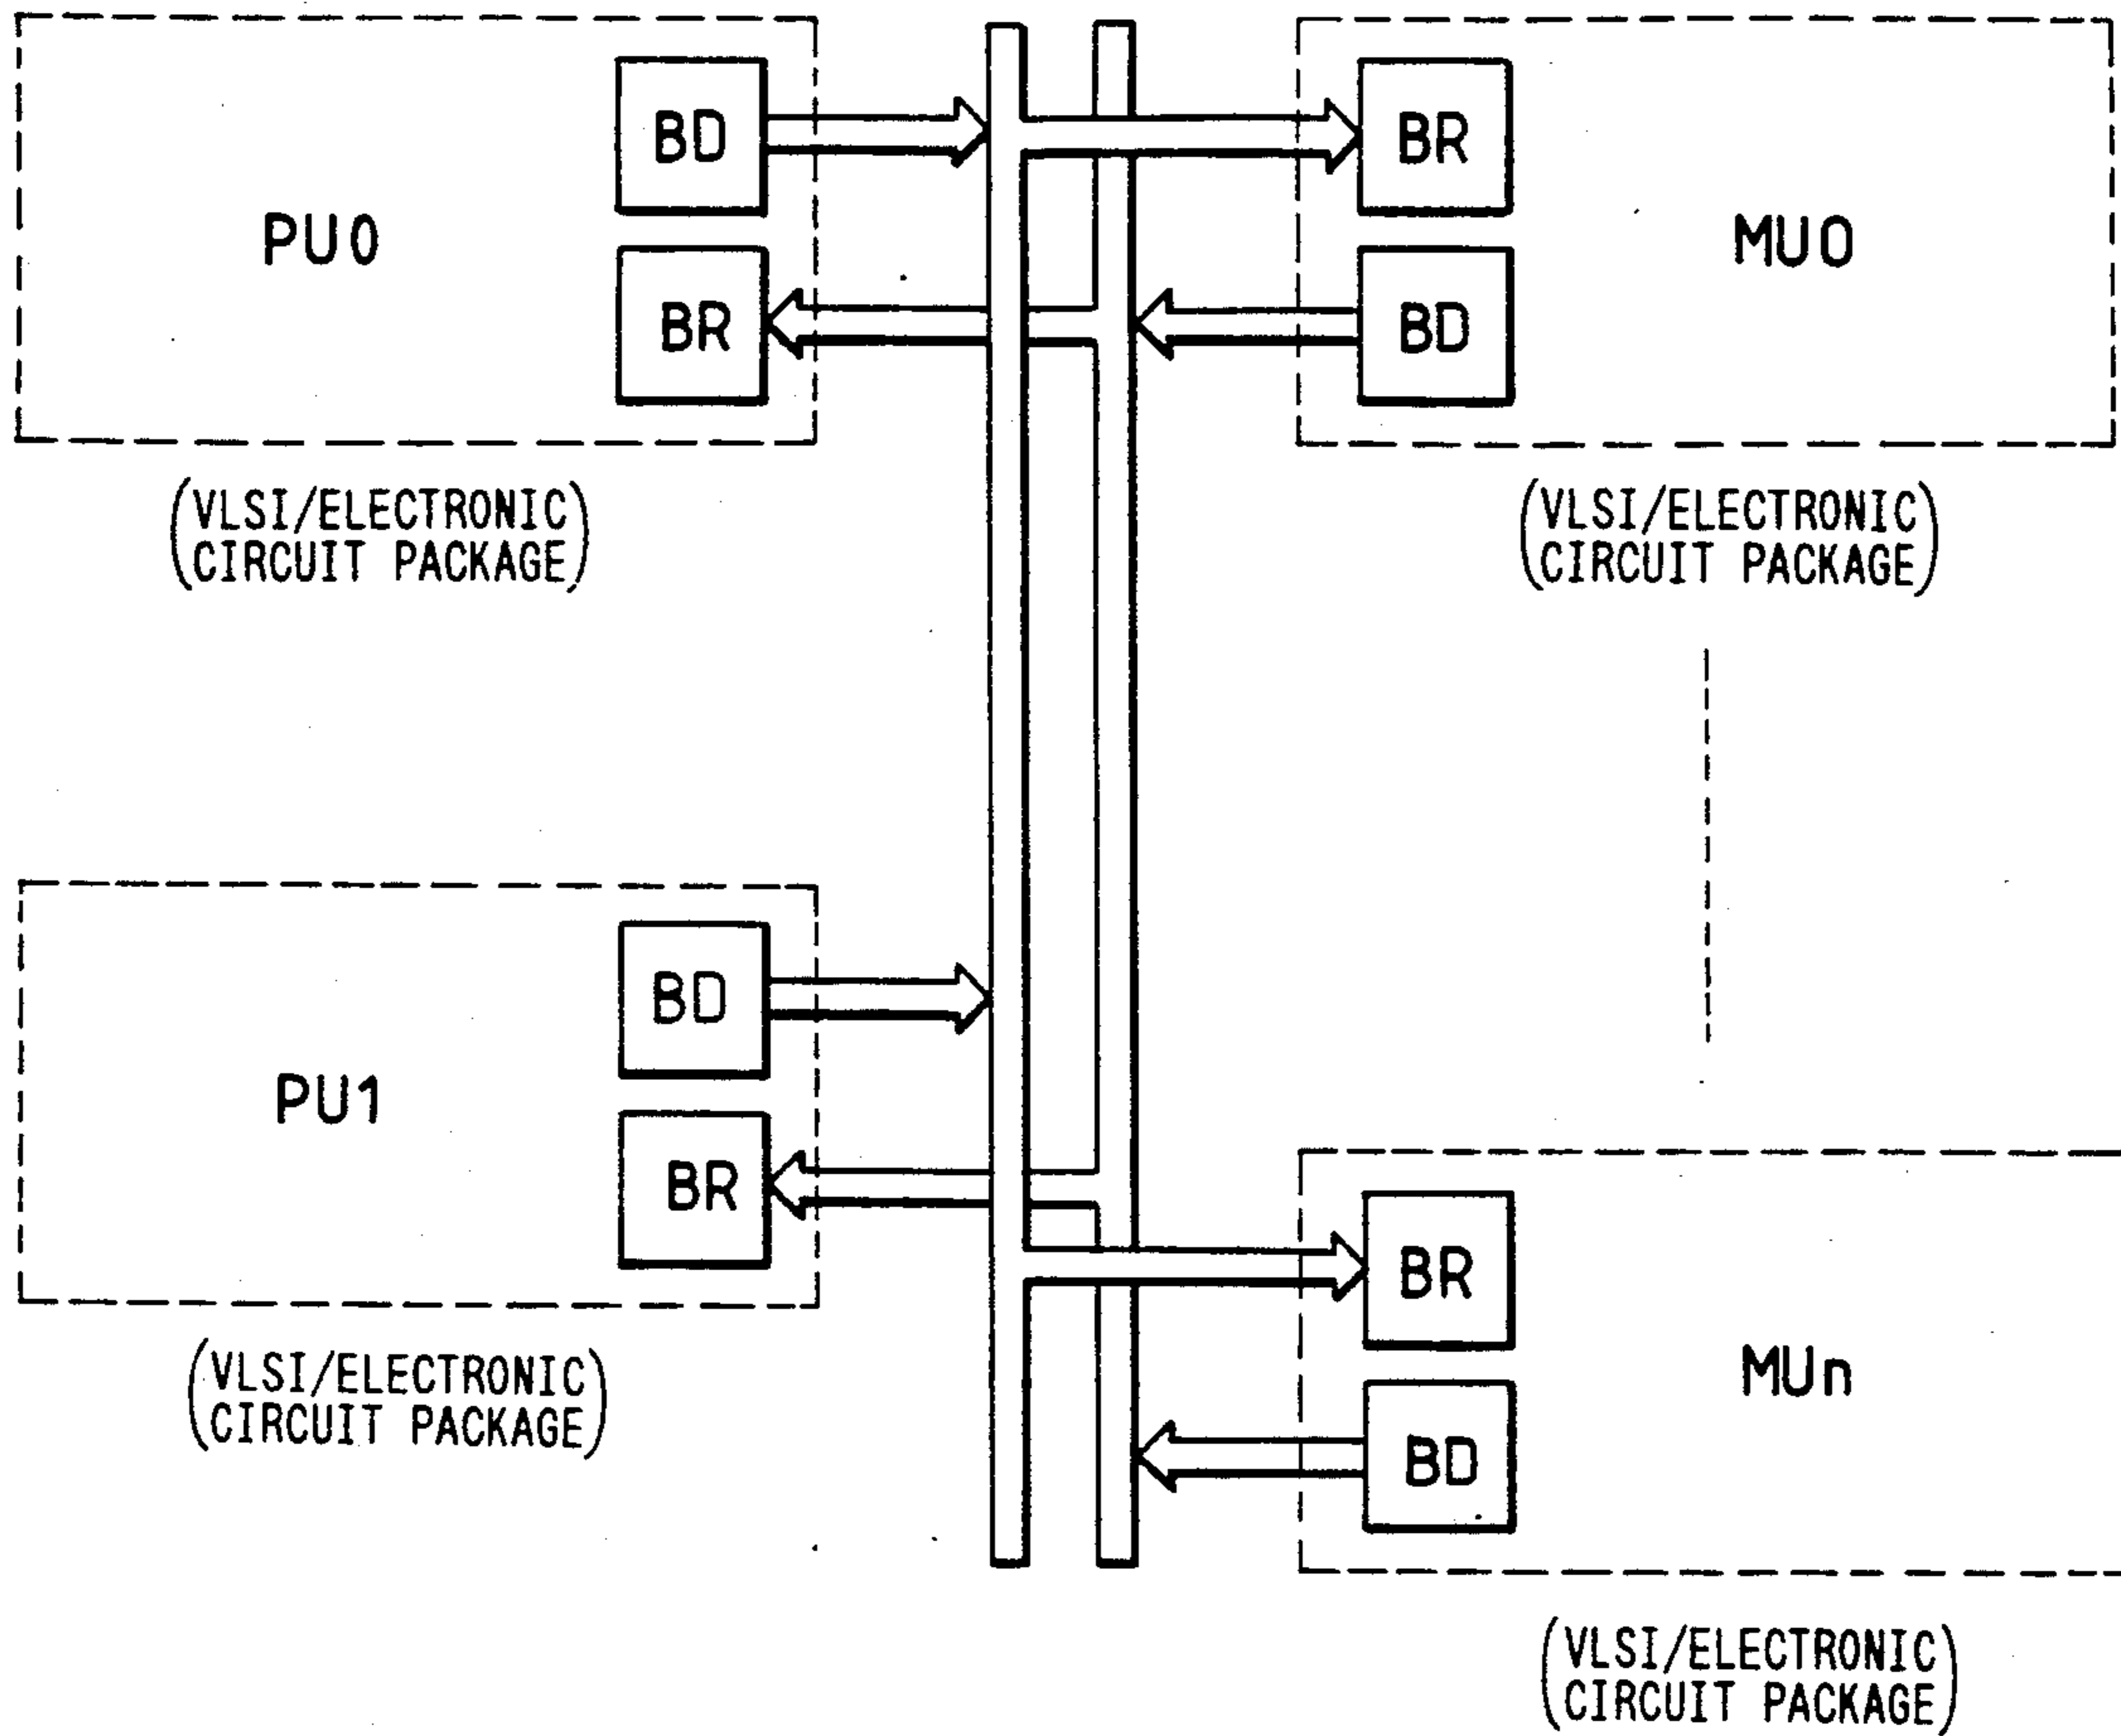 BD
BR
PU0
BR
BD
MU0
(VLSI/ELECTRONIC
CIRCUIT PACKAGE)
(VLSI/ELECTRONIC
CIRCUIT PACKAGE)
BD
PU1
BR
(VLSI/ELECTRONIC
CIRCUIT PACKAGE)
BR
MUn
BD
(VLSI/ELECTRONIC
CIRCUIT PACKAGE)